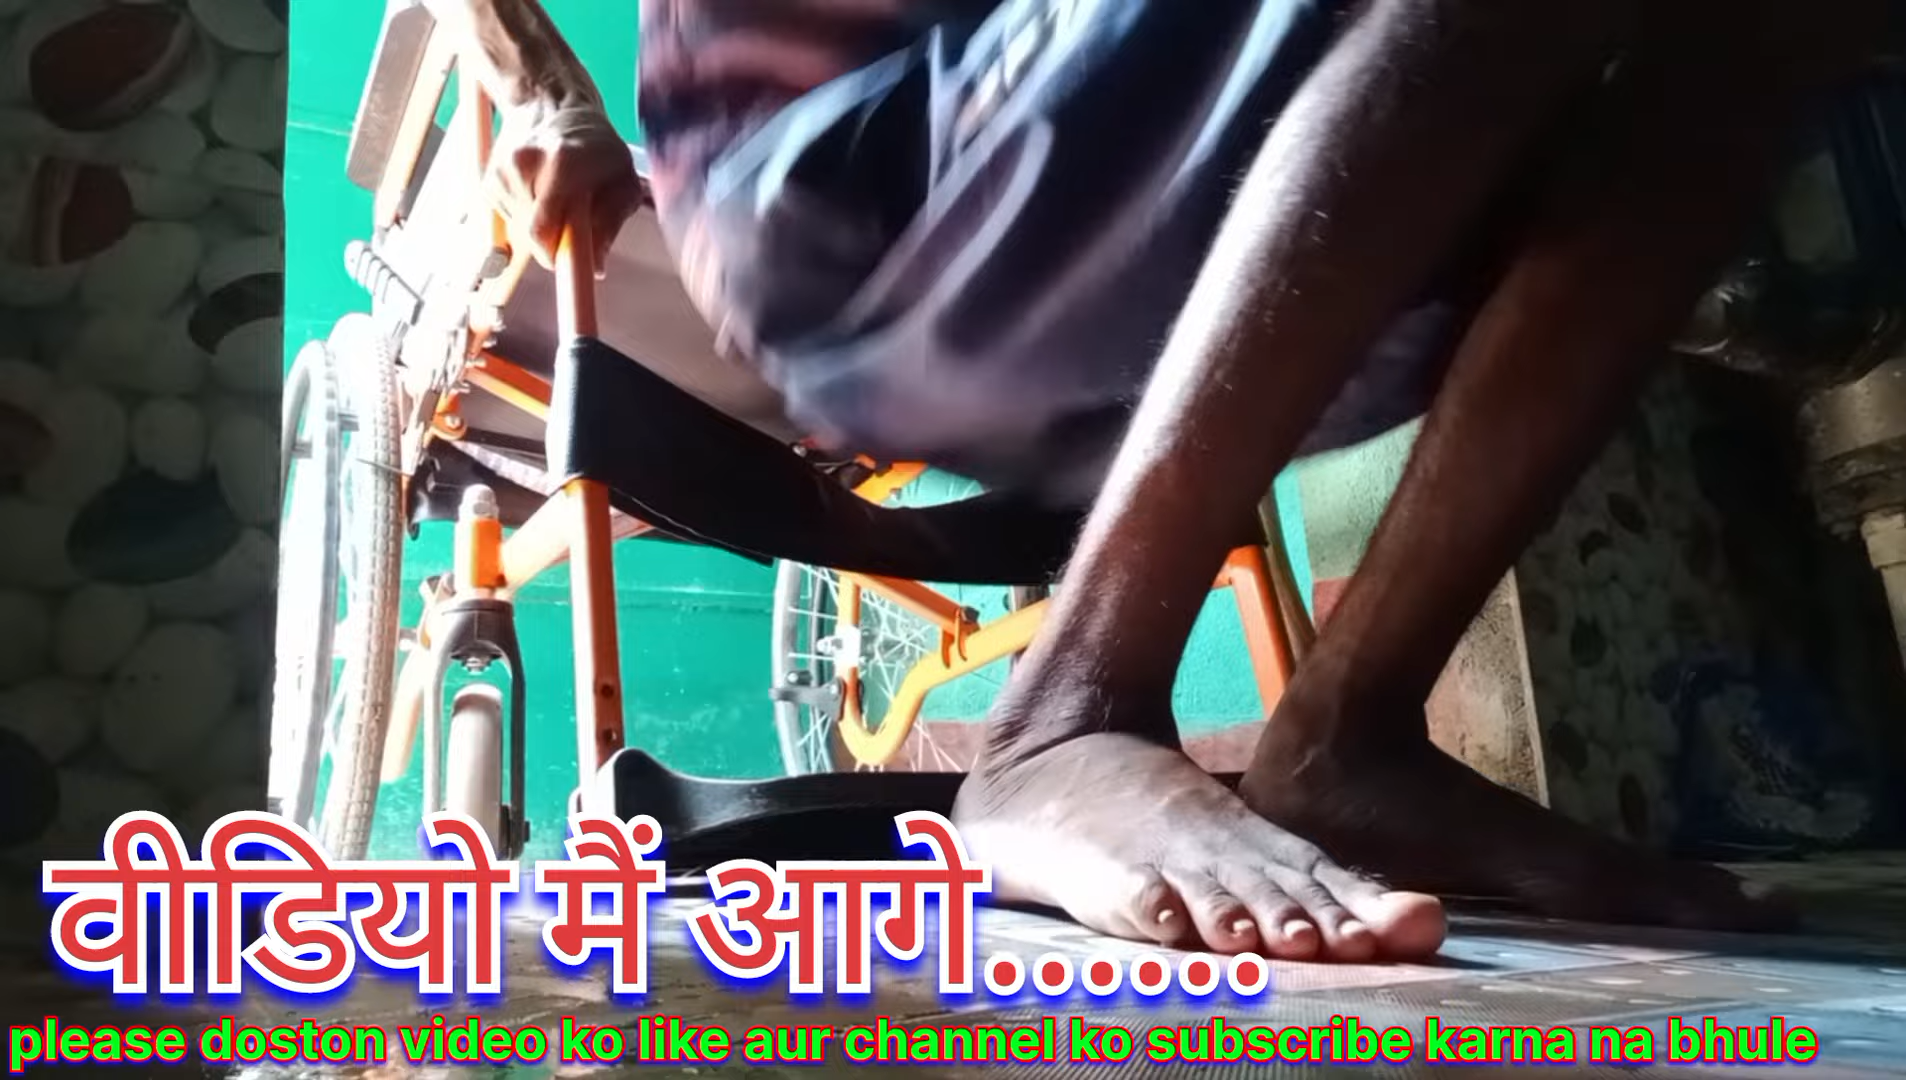 वीडियो मैं आगे......
please doston video ko like aur channel ko subscribe karna na bhule